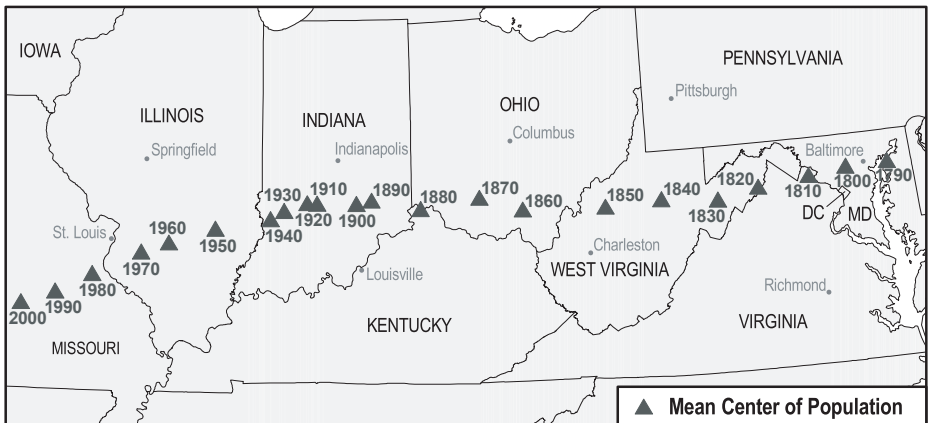 IOWA
PENNSYLVANIA
Pittsburgh
ILLINOIS
INDIANA
OHIO
Columbus
Springfield
Indianapolis
Baltimore
1790
1800
1810
1820
1830
1840
1850
1860
1870
1880
1890
1900
1910
1920
1930
1940
1950
1960
1970
1980
1990
2000
DC
MD
St. Louis
Charleston
WEST VIRGINIA
Louisville
Richmond
KENTUCKY
VIRGINIA
MISSOURI
Mean Center of Population